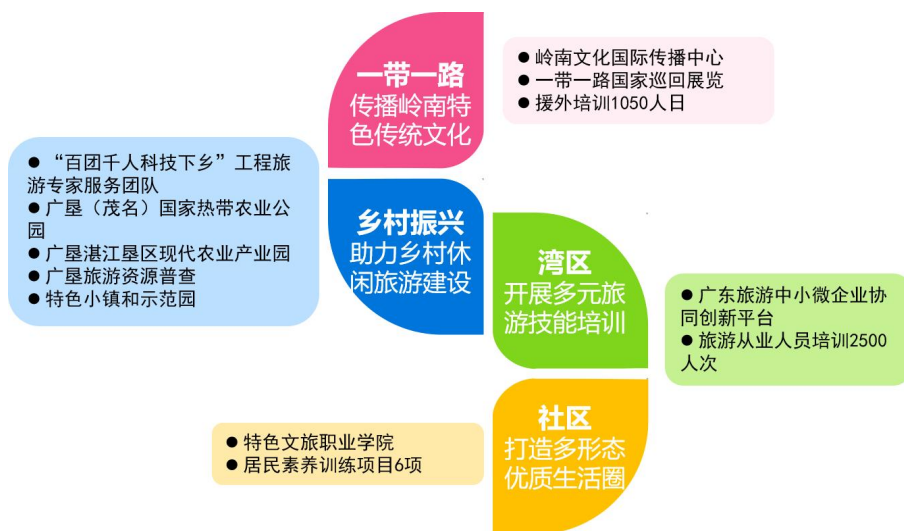 一带一路
传播岭南特
色传统文化
● 岭南文化国际传播中心
● 一带一路国家巡回展览
● 援外培训1050人日
● “百团千人科技下乡”工程旅
游专家服务团队
● 广垦（茂名）国家热带农业公
园
● 广垦湛江垦区现代农业产业园
● 广垦旅游资源普查
● 特色小镇和示范园
乡村振兴
助力乡村休
闲旅游建设
湾区
开展多元旅
游技能培训
● 广东旅游中小微企业协
同创新平台
● 旅游从业人员培训2500
人次
● 特色文旅职业学院
● 居民素养训练项目6项
社区
打造多形态
优质生活圈